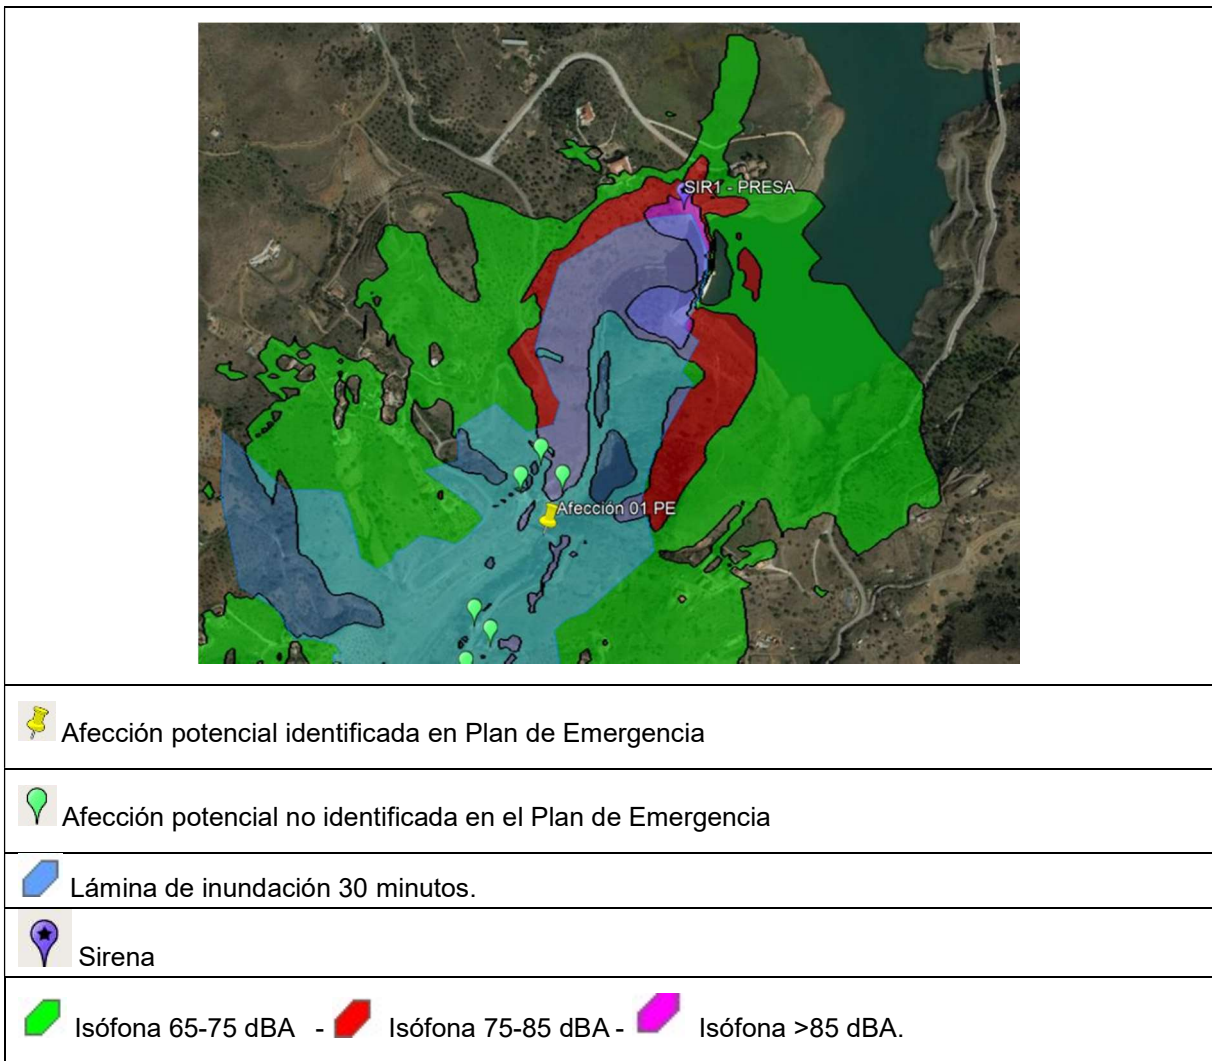 SIR1 - PRESA
Afección 01 PE
Afección potencial identificada en Plan de Emergencia
Afección potencial no identificada en el Plan de Emergencia
Lámina de inundación 30 minutos.
Sirena
Isófona 65-75 dBA - Isófona 75-85 dBA - Isófona >85 dBA.